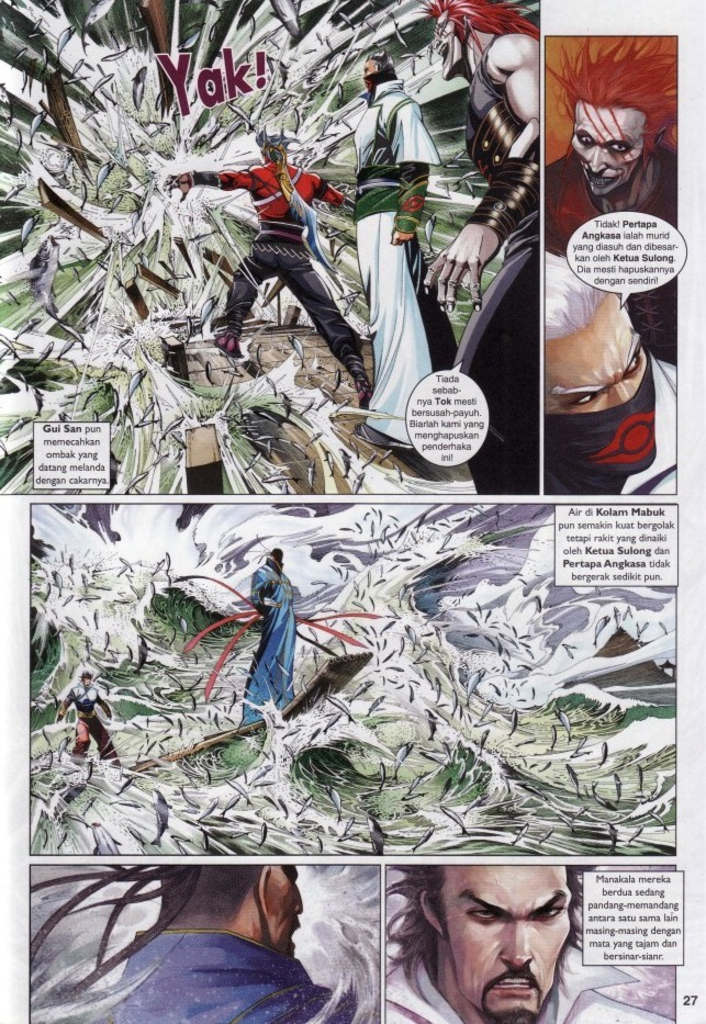 Yak!
Tidak! Pertapa
Angkasa ialah murid
yang diasuh dan dibesar-
kan oleh Ketua Sulong.
Dia mesti hapuskannya
dengan sendiri!
Tiada
sebab-
nya Tok mesti
bersusah-payuh.
Biarlah kami yang
menghapuskan
penderhaka
ini!
Gui San pun
memecahkan
ombak yang
datang melanda
dengan cakarnya.
Air di Kolam Mabuk
pun semakin kuat bergolak
tetapi rakit yang dinaiki
oleh Ketua Sulong dan
Pertapa Angkasa tidak
bergerak sedikit pun.
Manakala mereka
berdua sedang
pandang-memandang
antara satu sama lain
masing-masing dengan
mata yang tajam dan
bersinar-sianr.
27